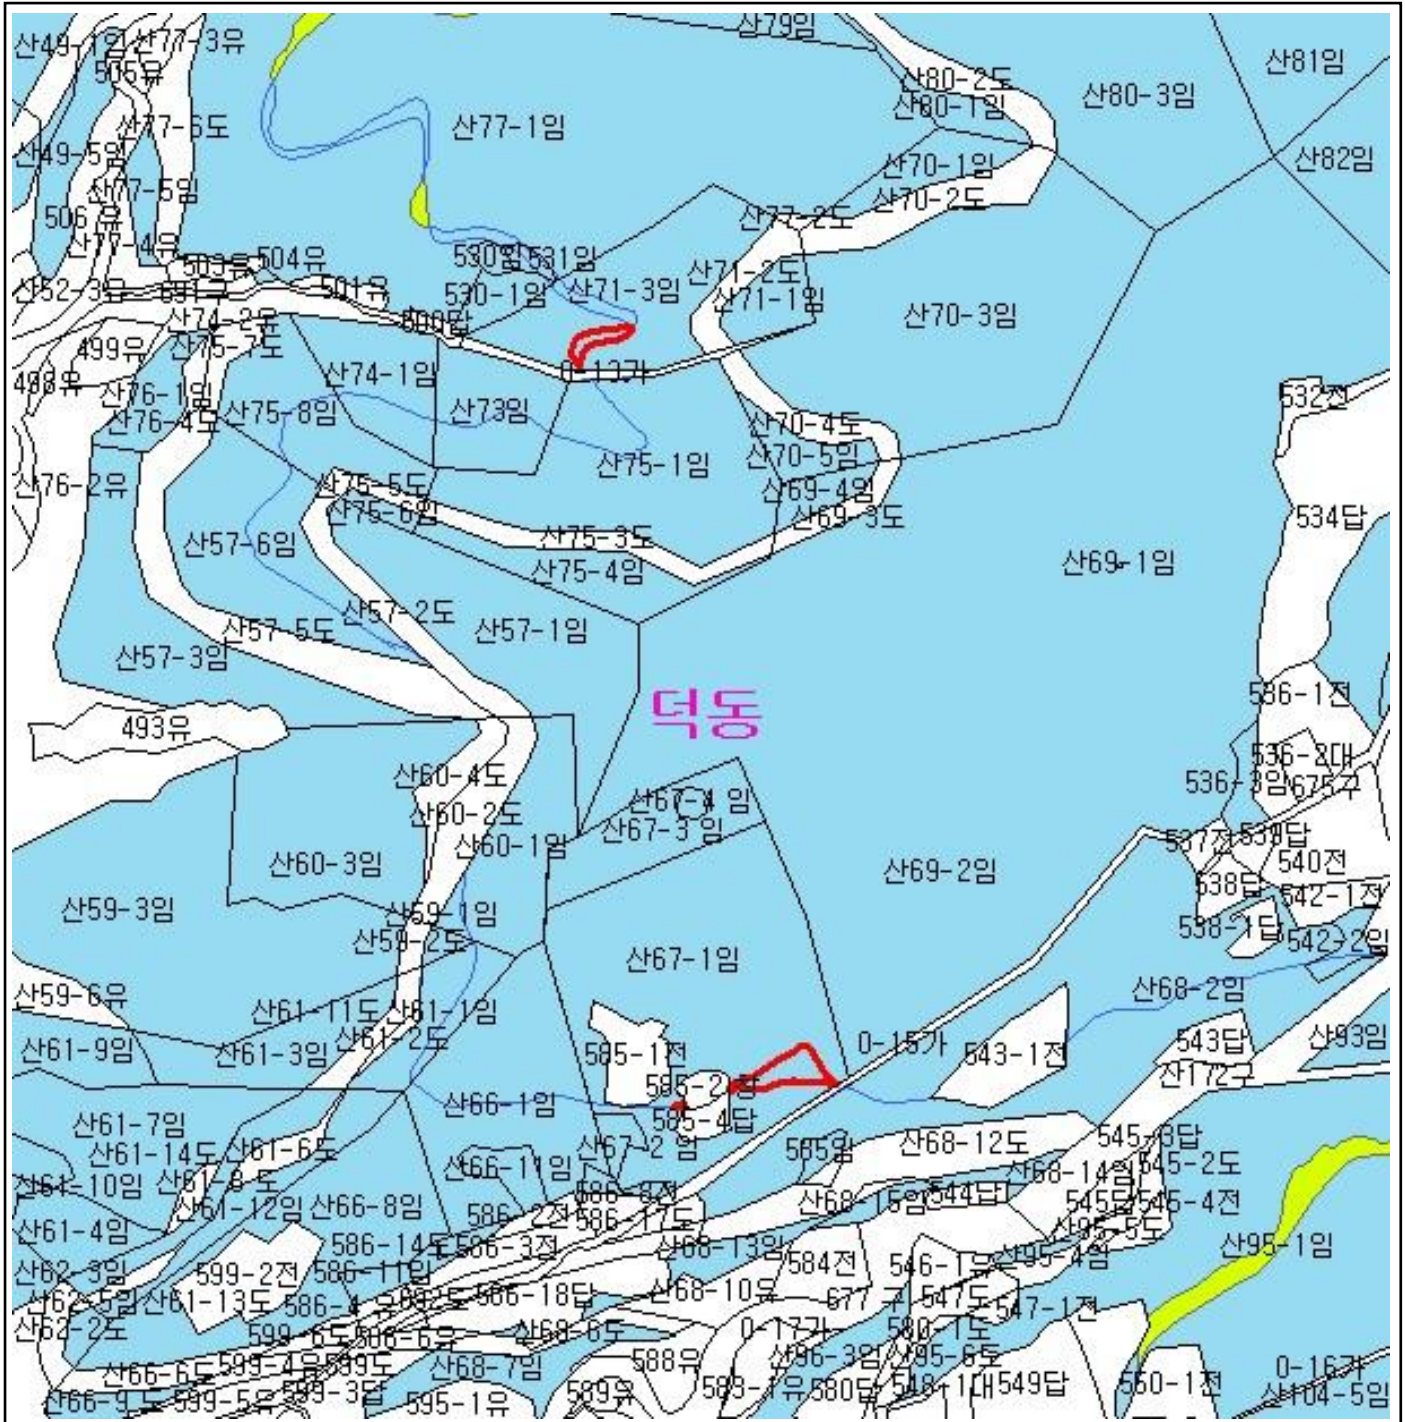 산79임
산49-1임
산77-3유
505유
산80-2도
산81임
산80-1임
산80-3임
산77-6도
산77-1임
산49-5임
산70-1임
산82임
산77-5임
산70-2도
506유
산77-2도
산77-4유
504유
503유
530임
531임
산71-2도
산52-3유
501유
530-1임
산71-3임
산71-1임
산70-3임
산74-2유
500답
499유
산75-7도
498유
산74-1임
0-13가
산76-1임
산76-4도
산75-8임
산73임
532전
산70-4도
산75-1임
산70-5임
산76-2유
산75-5도
산69-4임
산75-6임
산69-3도
534답
산57-6임
산75-3도
산75-4임
산69-1임
산57-2도
산57-5도
산57-1임
산57-3임
덕동
536-1전
493유
536-2대
산60-4도
536-3임
675구
산67-4 임
산60-2도
산67-3 임
산60-1임
537전
539답
산60-3임
산69-2임
540전
538답
542-1전
산59-3임
산59-1임
538-1답
542-2임
산59-2도
산67-1임
산59-6유
산68-2임
산61-11도
산61-1임
산61-2도
산61-9임
산61-3임
585-1전
0-15가
543-1전
543답
산93임
산172구
산66-1임
585-4답
산61-7임
산61-14도
산61-6도
산67-2 임
585임
산68-12도
545-3답
산61-10임
산66-11임
산68-14임
545-2도
산61-12임
산66-8임
586-2전
586-17도
산68-15임
544답
545답
545-4전
산61-4임
산95-5도
586-14도
586-3전
산68-13임
584전
546-1유
산95-4임
산95-1임
산62-3임
599-2전
586-11임
산62-5임
산61-13도
586-4유
586-18답
산68-10유
677 구
547도
547-1전
산62-2도
599-6도
586-6유
산68-6도
0-17가
580-1도
산66-6도
599-4유
599도
산68-7임
588유
산96-3임
산95-6도
0-16가
산66-9 도
599-5유
599-3답
595-1유
589유
589-1유
580답
548-1대
549답
550-1전
산104-5임